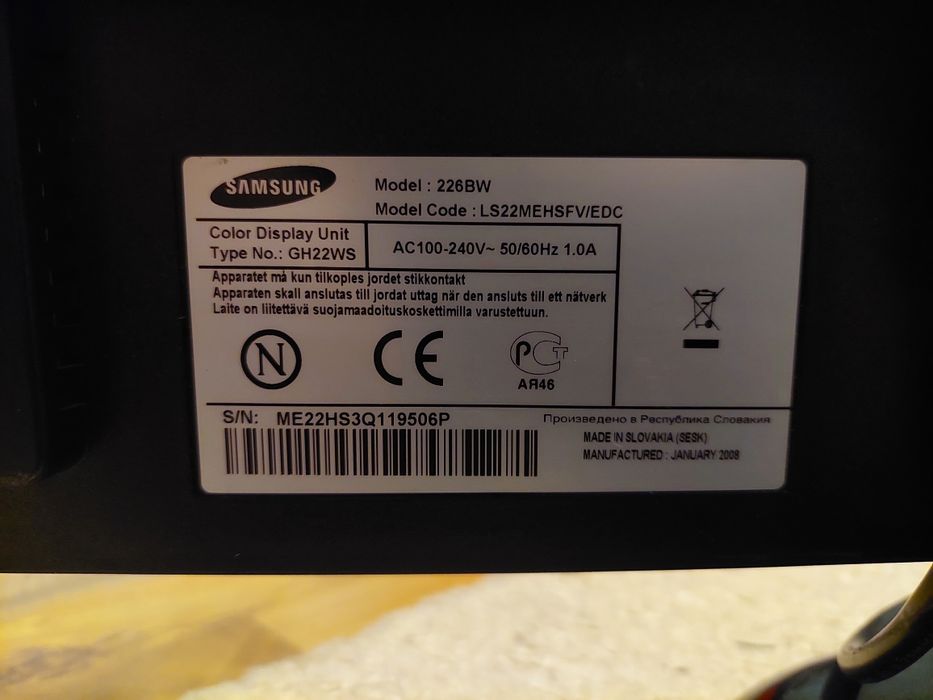 SAMSUNG
Model : 226BW
Model Code : LS22MEHSFV/EDC
Color Display Unit
Type No.: GH22WS
AC100-240V~ 50/60Hz 1.0A
Apparatet må kun tilkoples jordet stikkontakt
Apparaten skall anslutas till jordat uttag när den ansluts till ett nätverk
Laite on liitettävä suojamaadoituskoskettimilla varustettuun.
N
CE
РСТ
АЯ46
S/N: ME22HS3Q119506P
Произведено в Республика Словакия
MADE IN SLOVAKIA (SESK)
MANUFACTURED : JANUARY 2008